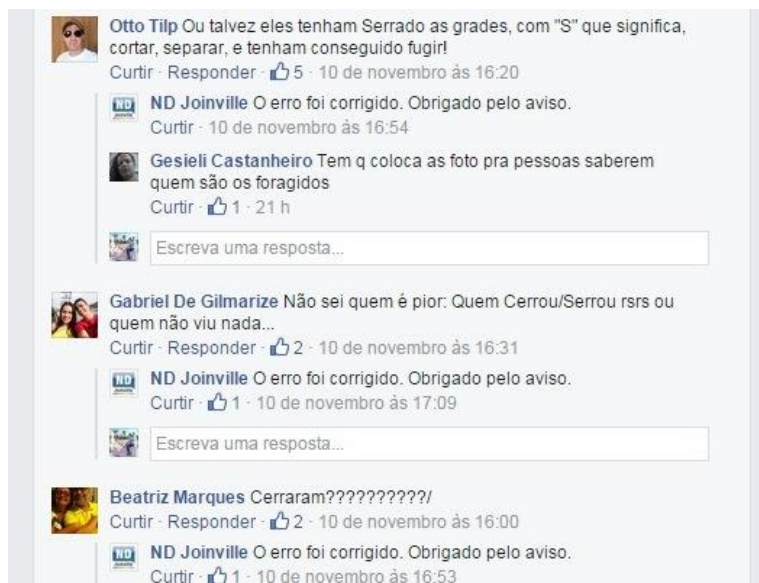 Otto Tilp Ou talvez eles tenham Serrado as grades, com "S" que significa,
cortar, separar, e tenham conseguido fugir!
Curtir · Responder · 5 · 10 de novembro às 16:20
ND Joinville O erro foi corrigido. Obrigado pelo aviso.
Curtir · 10 de novembro às 16:54
Gesieli Castanheiro Tem q coloca as foto pra pessoas saberem
quem são os foragidos
Curtir · 1 · 21 h
Escreva uma resposta...
Gabriel De Gilmarize Não sei quem é pior: Quem Cerrou/Serrou rsrs ou
quem não viu nada...
Curtir · Responder · 2 · 10 de novembro às 16:31
ND Joinville O erro foi corrigido. Obrigado pelo aviso.
Curtir · 1 · 10 de novembro às 17:09
Escreva uma resposta...
Beatriz Marques Cerraram??????????/
Curtir · Responder · 2 · 10 de novembro às 16:00
ND Joinville O erro foi corrigido. Obrigado pelo aviso.
Curtir · 1 · 10 de novembro às 16:53